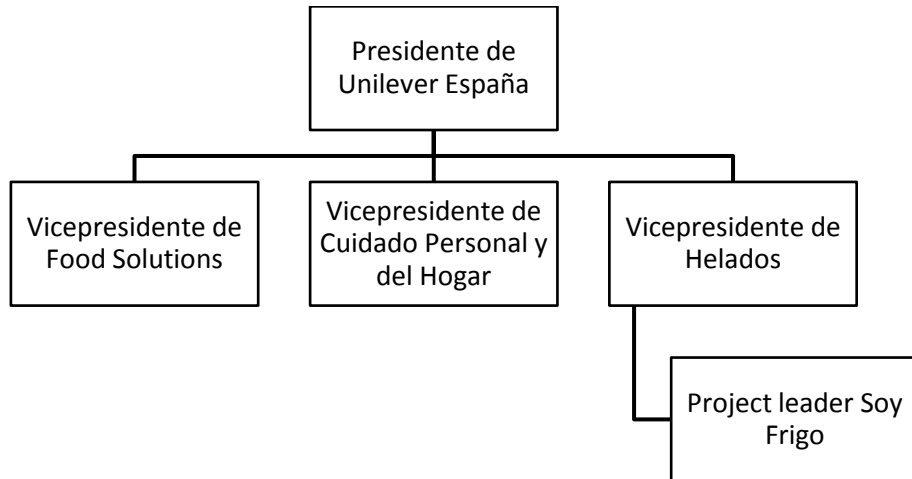 Presidente de
Unilever España
Vicepresidente de
Food Solutions
Vicepresidente de
Cuidado Personal y
del Hogar
Vicepresidente de
Helados
Project leader Soy
Frigo